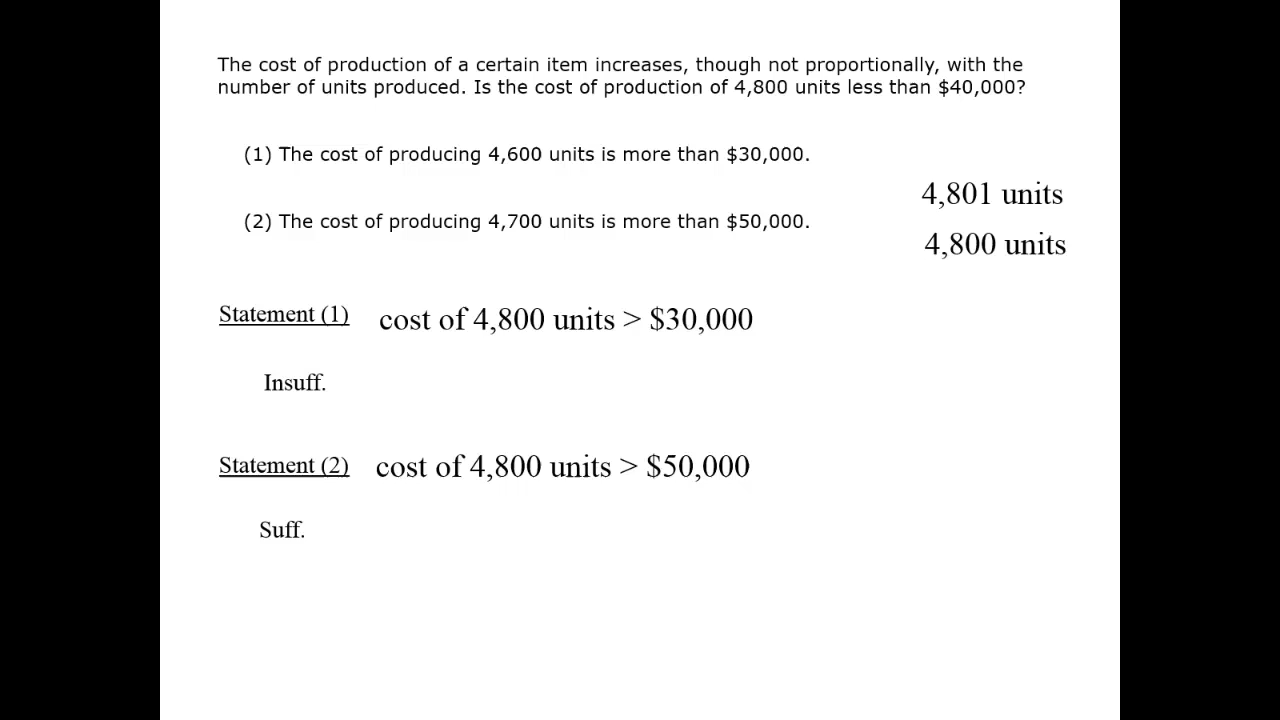 The cost of production of a certain item increases, though not proportionally, with the
number of units produced. Is the cost of production of 4,800 units less than $40,000?
(1) The cost of producing 4,600 units is more than $30,000.
4,801 units
(2) The cost of producing 4,700 units is more than $50,000.
4,800 units
Statement (1) cost of 4,800 units > $30,000
Insuff.
Statement (2) cost of 4,800 units > $50,000
Suff.